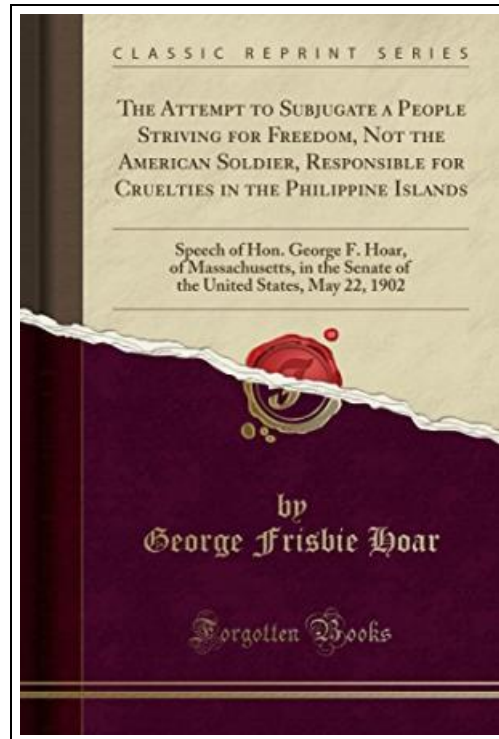 CLASSIC REPRINT SERIES
THE ATTEMPT TO SUBJUGATE A PEOPLE
STRIVING FOR FREEDOM, NOT THE
AMERICAN SOLDIER, RESPONSIBLE FOR
CRUELTIES IN THE PHILIPPINE ISLANDS
Speech of Hon. George F. Hoar,
of Massachusetts, in the Senate of
the United States, May 22, 1902
by
George Frisbie Hoar
Forgotten Books